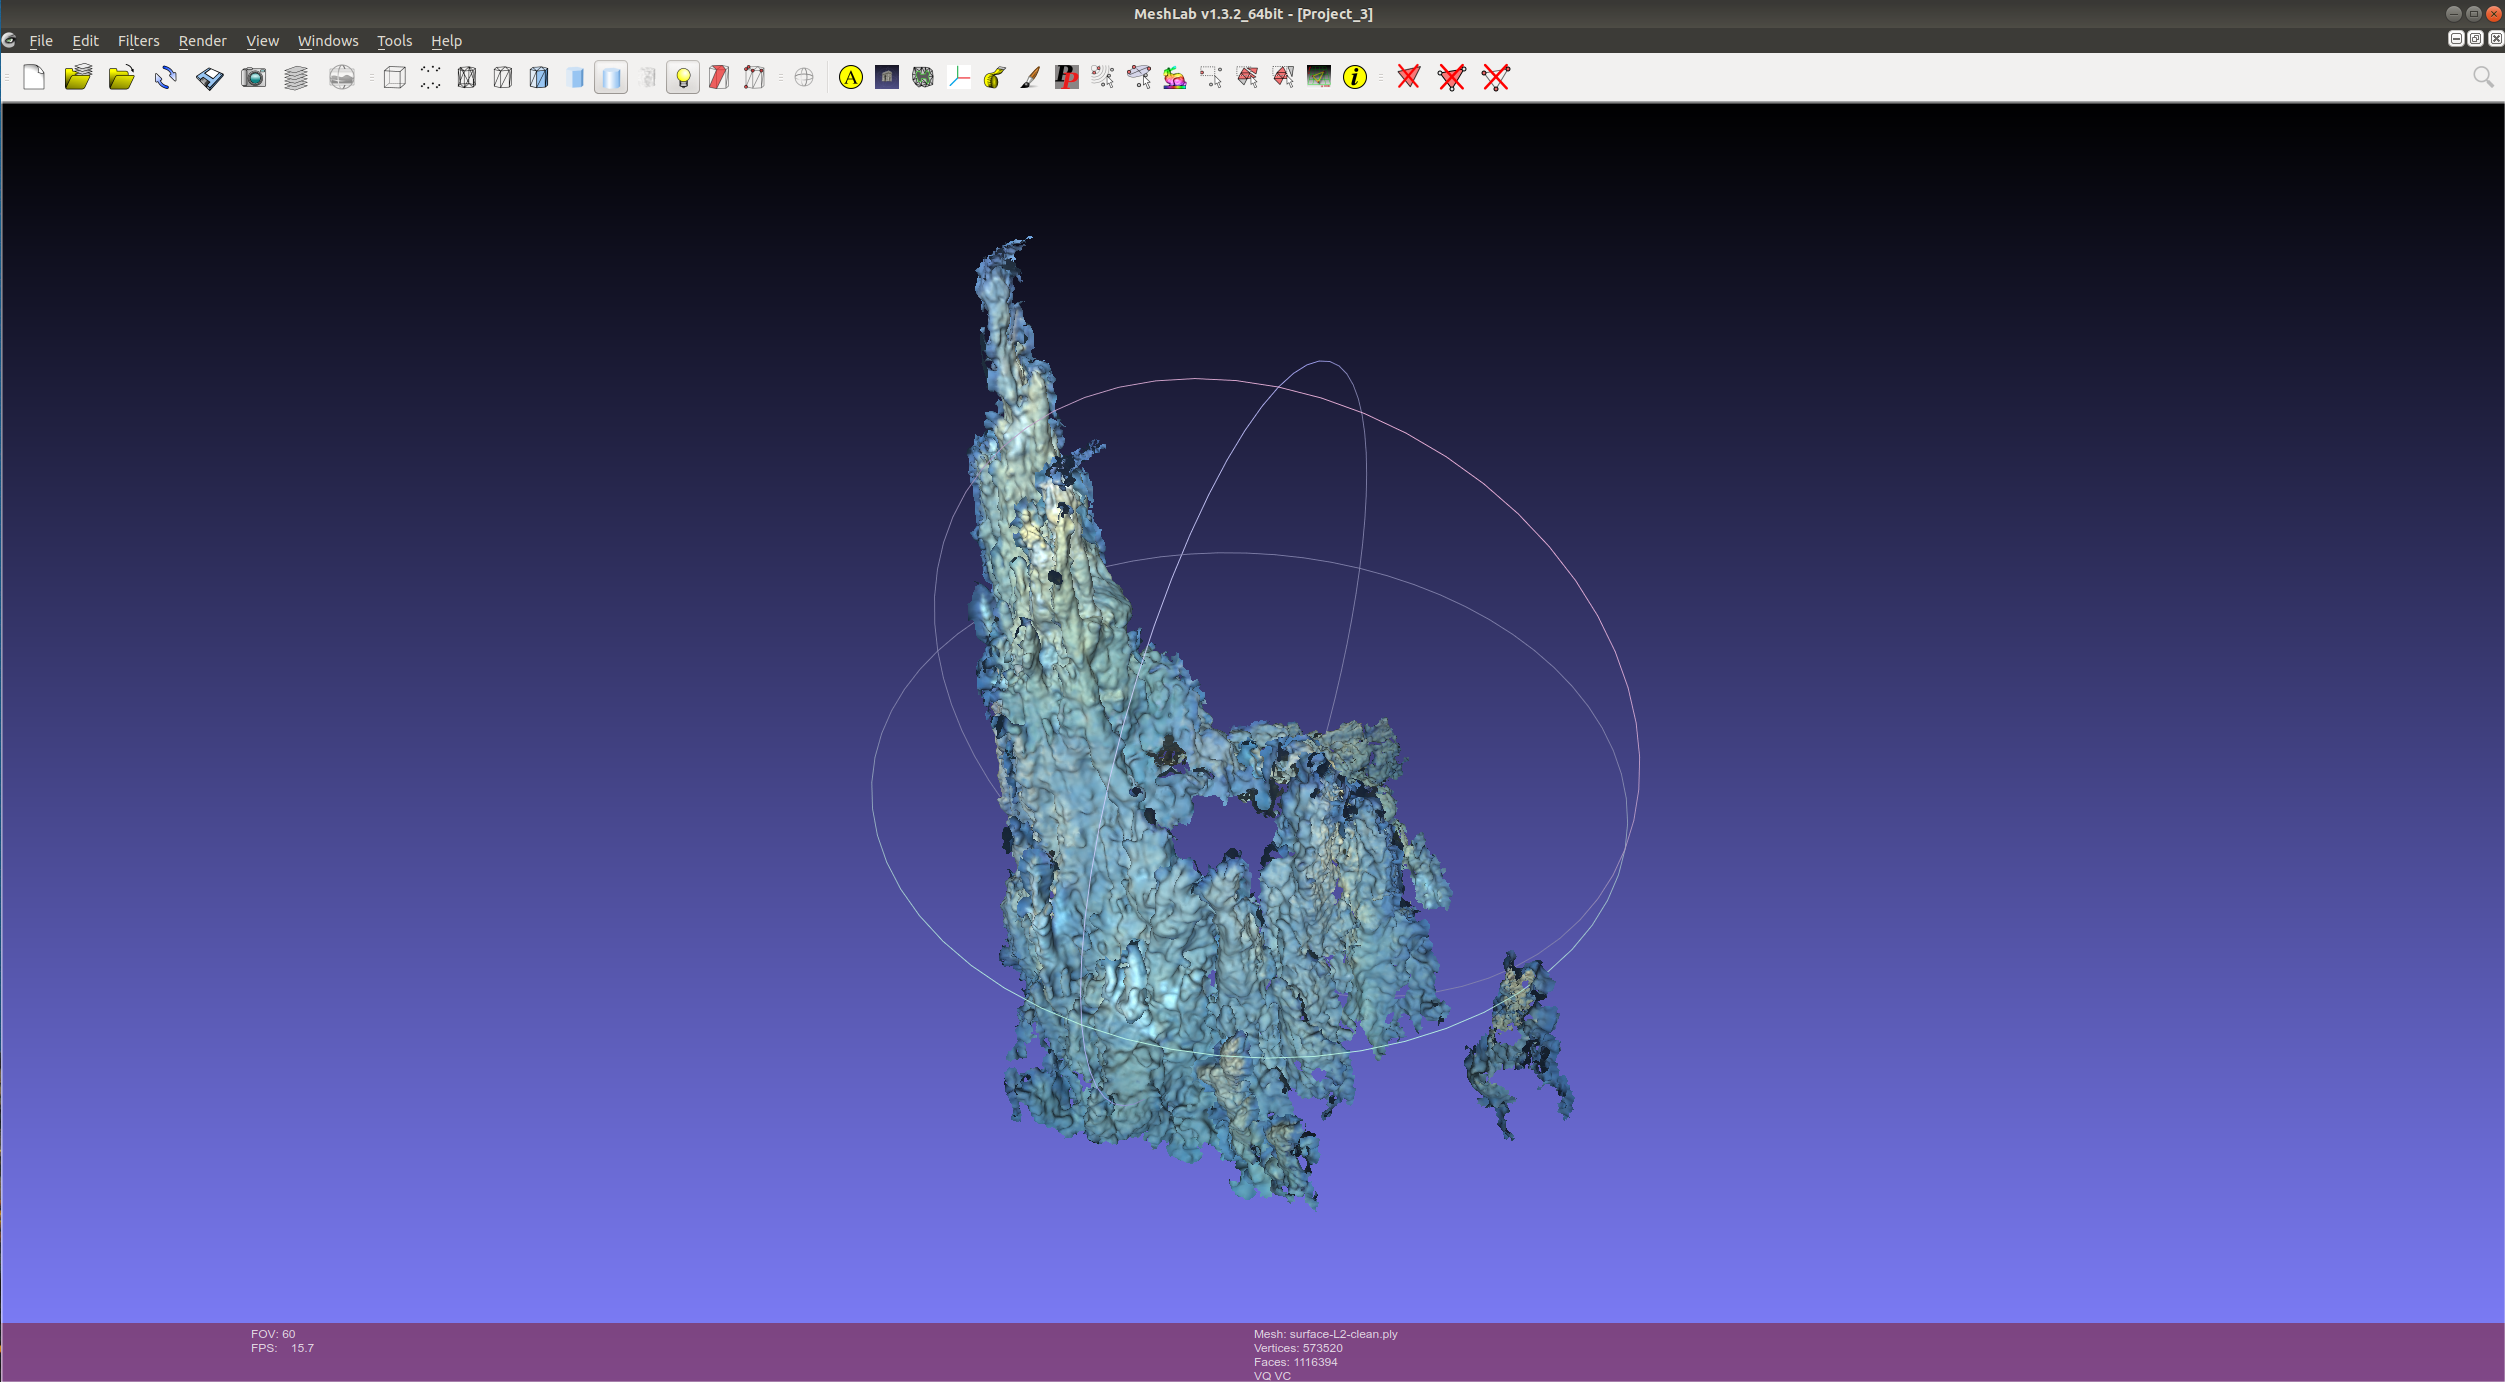 MeshLab v1.3.2_64bit - [Project_3]
File Edit Filters Render View Windows Tools Help
A PP i
FOV: 60
FPS: 15.7
Mesh: surface-L2-clean.ply
Vertices: 573520
Faces: 1116394
VQ VC